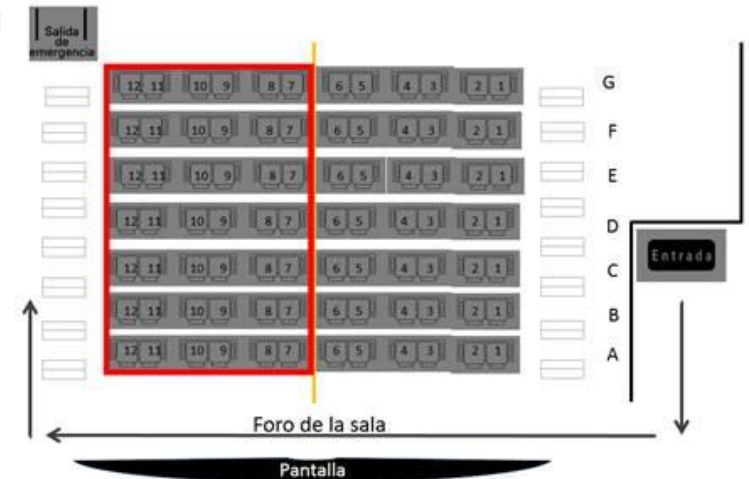 Salida
de
emergencia
12 11 10 9 8 7 6 5 4 3 2 1 G
12 11 10 9 8 7 6 5 4 3 2 1 F
12 11 10 9 8 7 6 5 4 3 2 1 E
12 11 10 9 8 7 6 5 4 3 2 1 D
Entrada
12 11 10 9 8 7 6 5 4 3 2 1 C
12 11 10 9 8 7 6 5 4 3 2 1 B
12 11 10 9 8 7 6 5 4 3 2 1 A
Foro de la sala
Pantalla